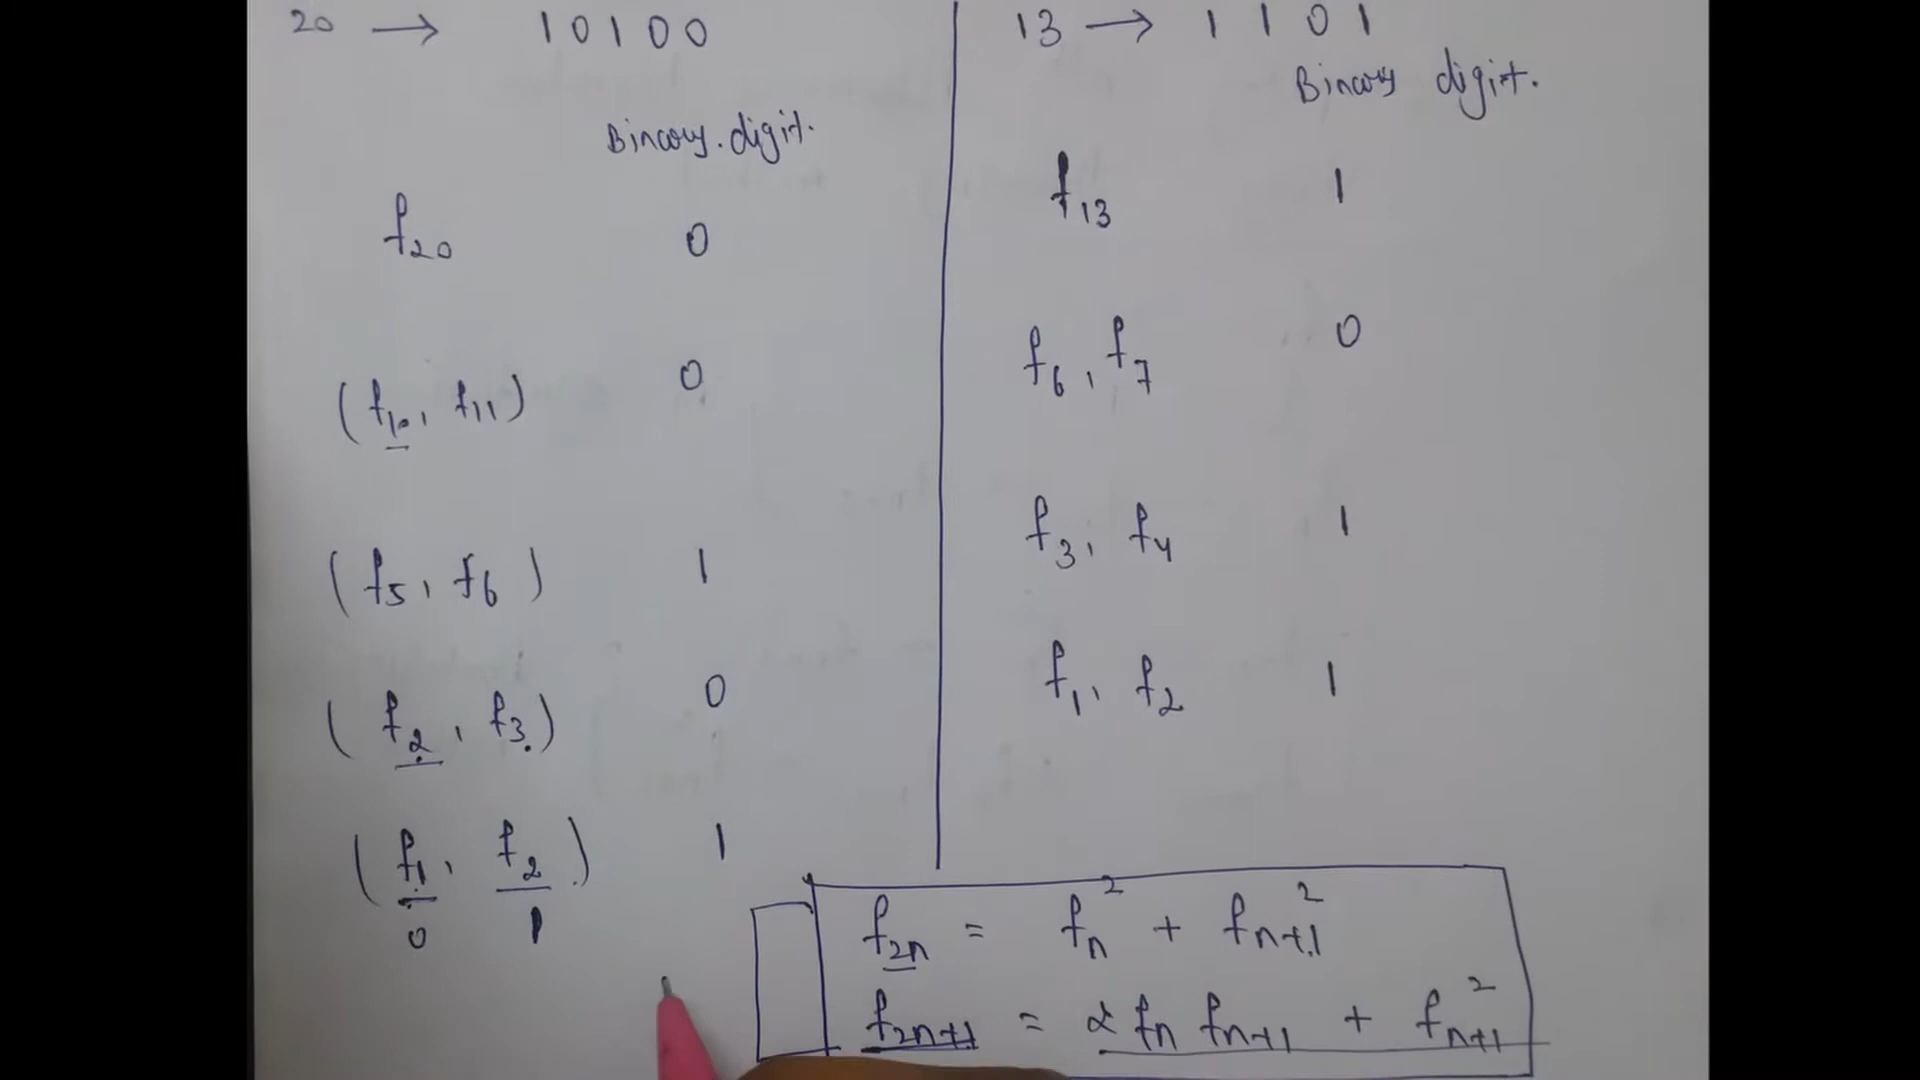 20 → 10100
Binary. digit.
f20 0
(f10, f11) 0
(f5, f6) 1
(f2, f3) 0
(f1, f2) 1
0 1
13 → 1101
Binary digit.
f13 1
f6, f7 0
f3, f4 1
f1, f2 1
f2n = fn² + fn+1²
f2n+1 = 2 fn fn+1 + fn+1²